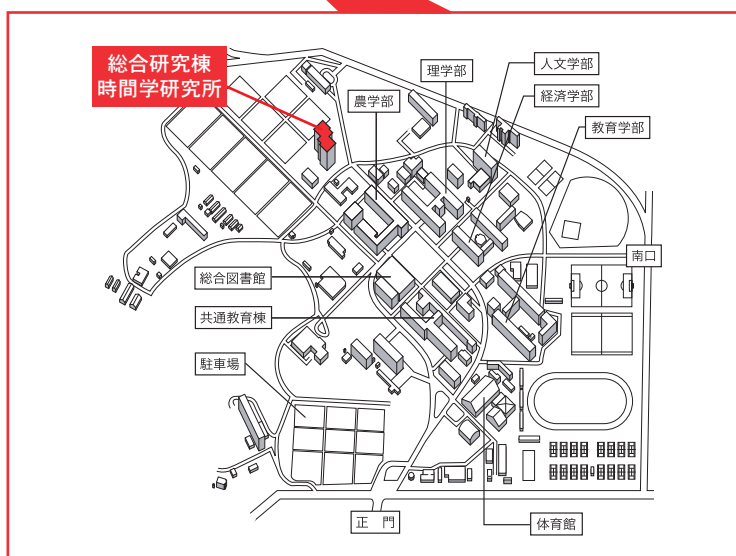 総合研究棟
時間学研究所
農学部
理学部
人文学部
経済学部
教育学部
南口
総合図書館
共通教育棟
駐車場
正 門
体育館